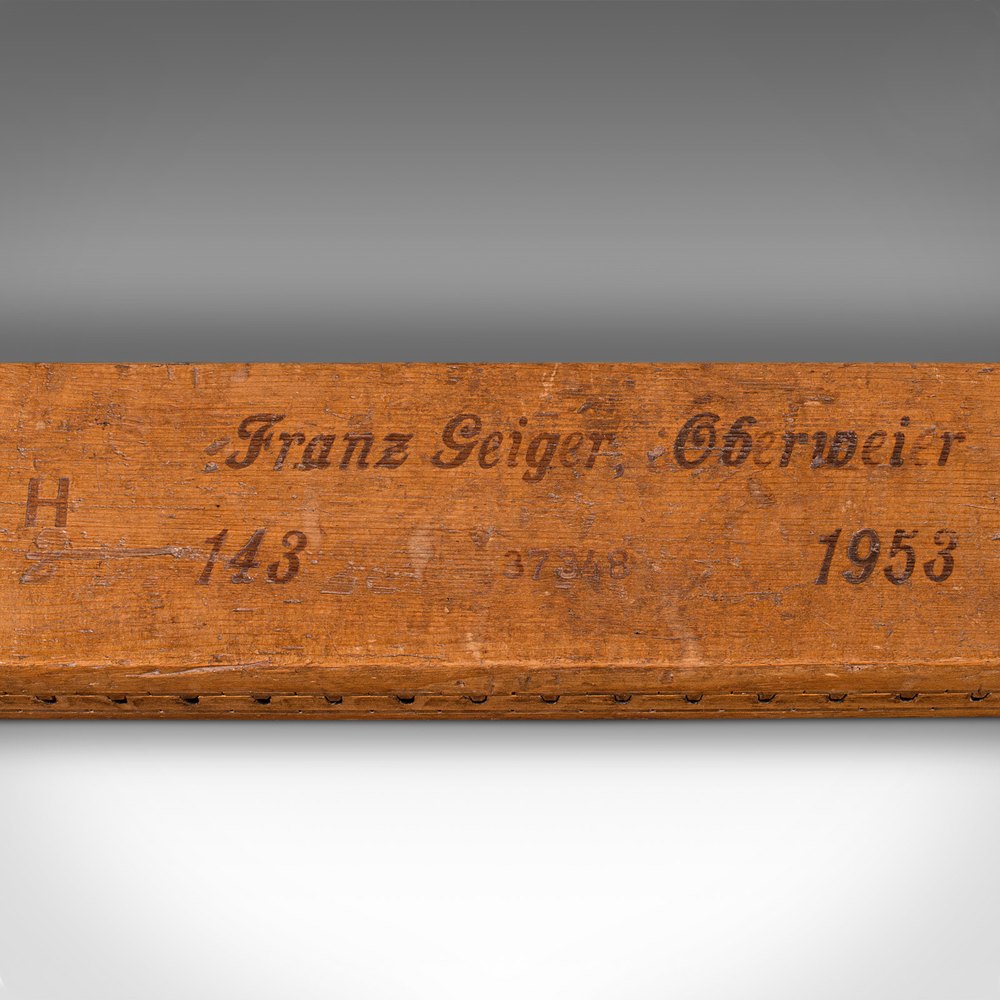 Franz Geiger, Oberweier
H
143 37348 1953